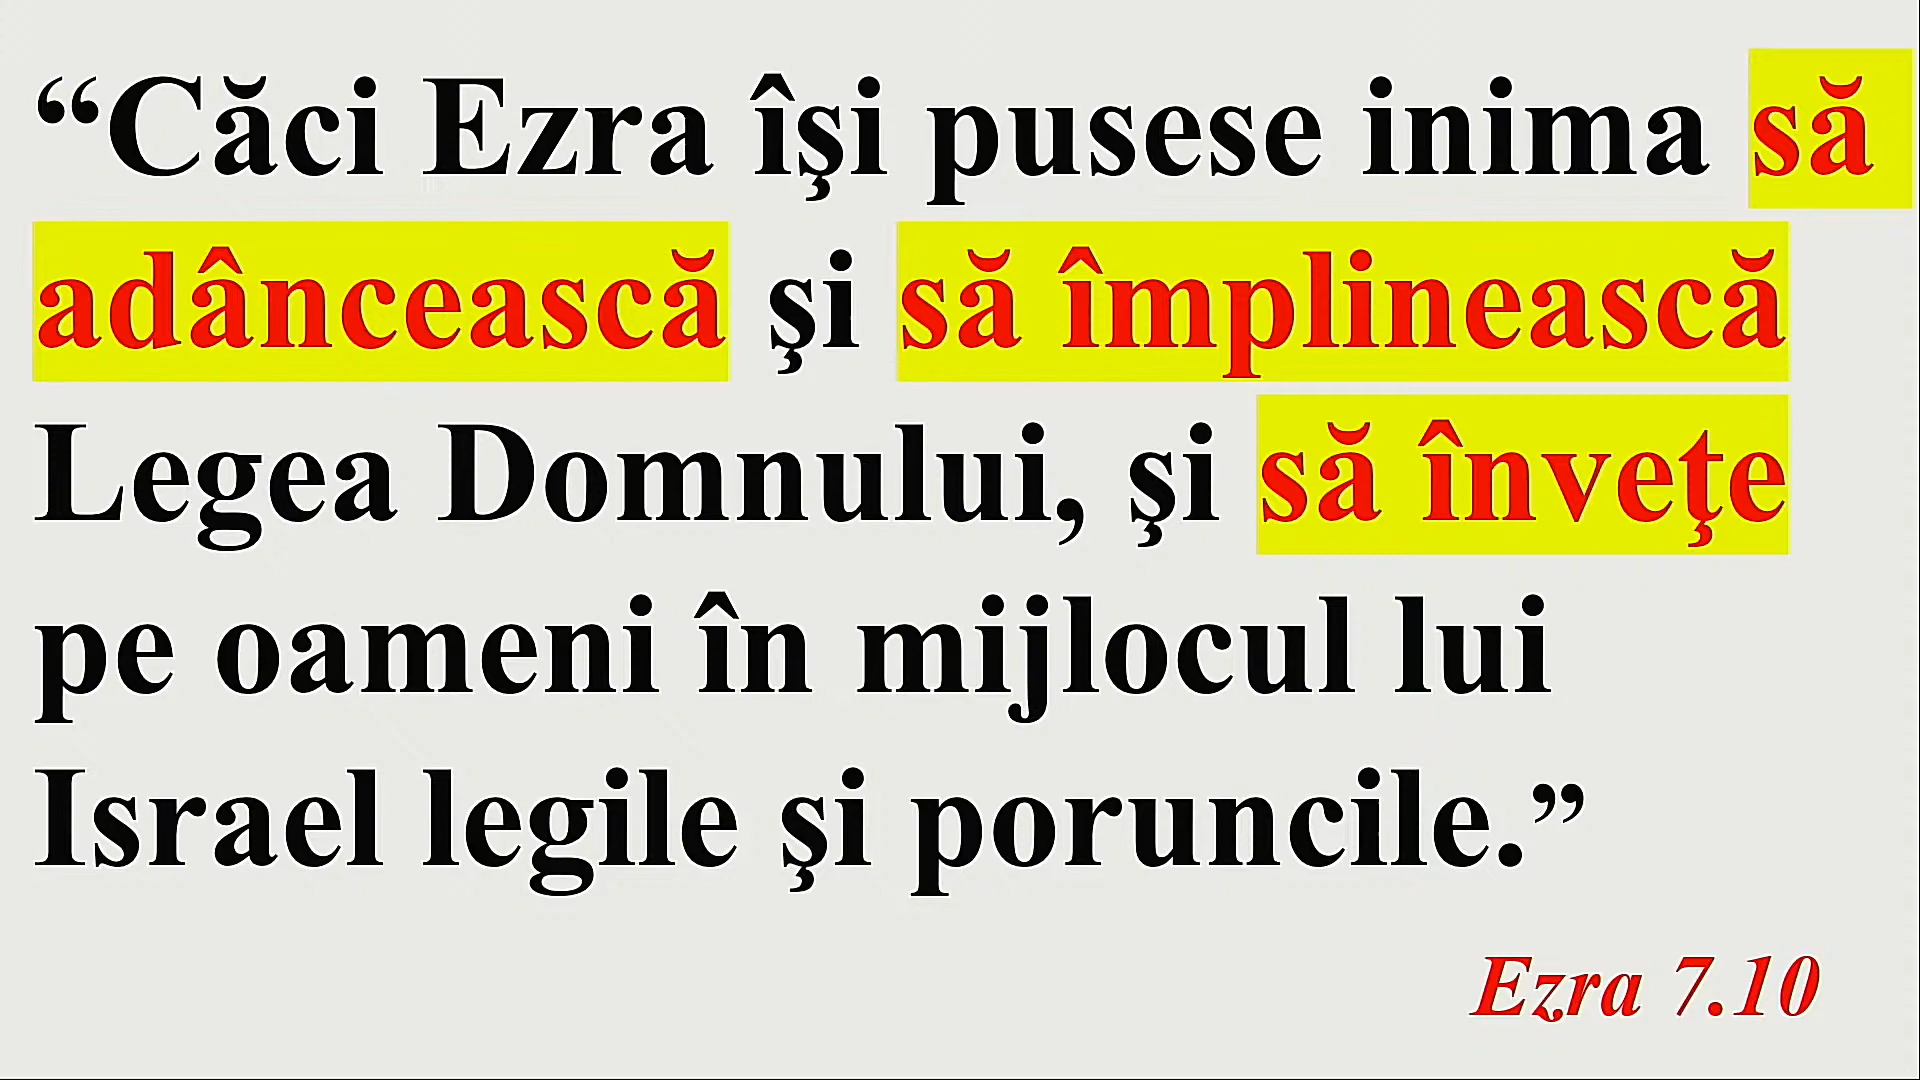 “Căci Ezra îşi pusese inima să
adâncească şi să împlinească
Legea Domnului, şi să înveţe
pe oameni în mijlocul lui
Israel legile şi poruncile.”
Ezra 7.10